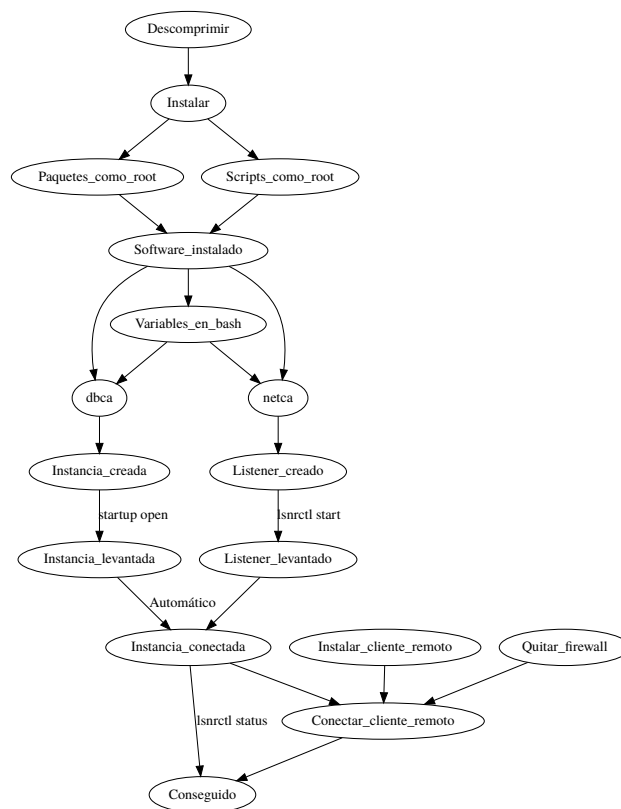 Descomprimir
Instalar
Paquetes_como_root
Scripts_como_root
Software_instalado
Variables_en_bash
dbca
netca
Instancia_creada
Listener_creado
startup open
lsnrctl start
Instancia_levantada
Listener_levantado
Automático
Instancia_conectada
Instalar_cliente_remoto
Quitar_firewall
lsnrctl status
Conectar_cliente_remoto
Conseguido